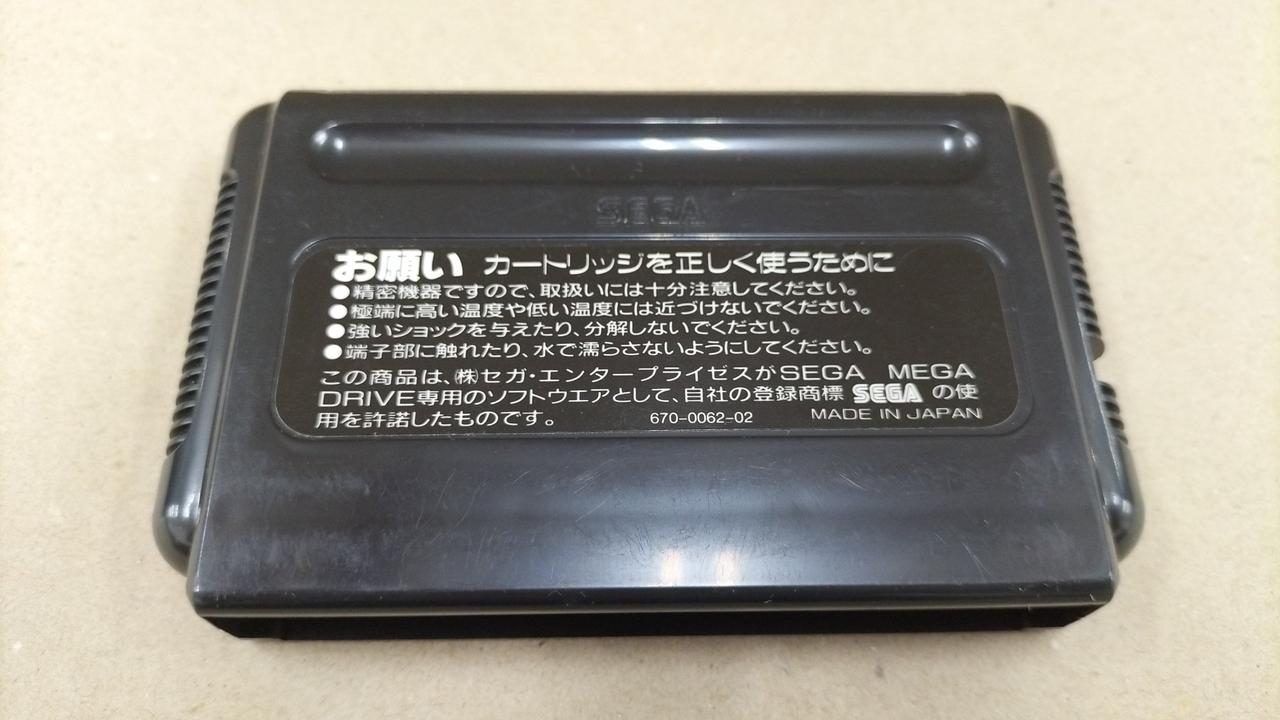 SEGA
お願い カートリッジを正しく使うために
●精密機器ですので、取扱いには十分注意してください。
●極端に高い温度や低い温度には近づけないでください。
●強いショックを与えたり、分解しないでください。
●端子部に触れたり、水で濡らさないようにしてください。
この商品は、㈱セガ・エンタープライゼスがSEGA MEGA
DRIVE専用のソフトウエアとして、自社の登録商標 SEGA の使
用を許諾したものです。 670-0062-02 MADE IN JAPAN